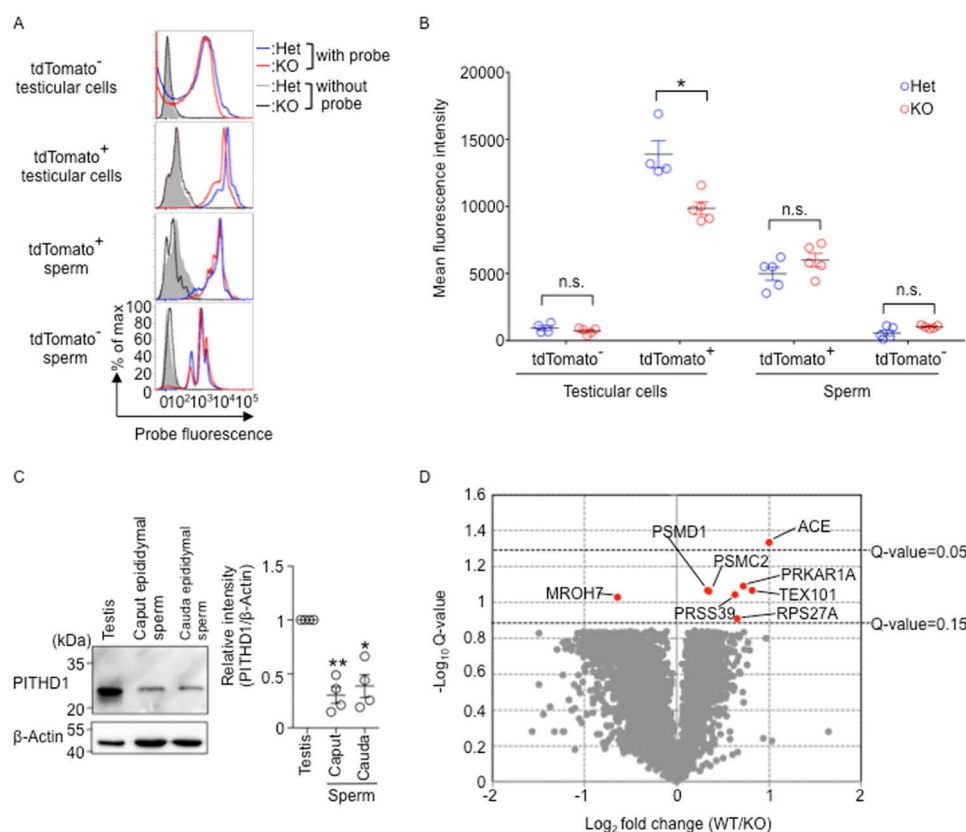 A
tdTomato⁻
testicular cells
tdTomato⁺
testicular cells
tdTomato⁺
sperm
tdTomato⁻
sperm
:Het
:KO
with probe
:Het
:KO
without
probe
% of max
100
80
60
40
20
0
0 10² 10³ 10⁴ 10⁵
Probe fluorescence
B
Mean fluorescence intensity
20000
15000
10000
5000
0
Het
KO
n.s.
*
n.s.
n.s.
tdTomato⁻ tdTomato⁺ tdTomato⁺ tdTomato⁻
Testicular cells Sperm
C
Testis
Caput epididymal
sperm
Cauda epididymal
sperm
(kDa)
35
PITHD1
20
β-Actin
55
40
Relative intensity
(PITHD1/β-Actin)
1.5
1
0.5
0
**
*
Testis
Caput
Cauda
Sperm
D
-Log₁₀ Q-value
1.6
1.4
1.2
1
0.8
0.6
0.4
0.2
0
ACE
Q-value=0.05
PSMD1
PSMC2
PRKAR1A
MROH7
TEX101
PRSS39
RPS27A
Q-value=0.15
-2 -1 0 1 2
Log₂ fold change (WT/KO)